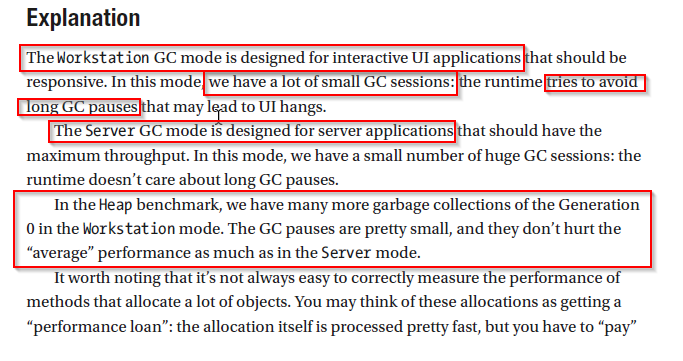 Explanation
The Workstation GC mode is designed for interactive UI applications that should be
responsive. In this mode, we have a lot of small GC sessions: the runtime tries to avoid
long GC pauses that may lead to UI hangs.
The Server GC mode is designed for server applications that should have the
maximum throughput. In this mode, we have a small number of huge GC sessions: the
runtime doesn’t care about long GC pauses.
In the Heap benchmark, we have many more garbage collections of the Generation
0 in the Workstation mode. The GC pauses are pretty small, and they don’t hurt the
“average” performance as much as in the Server mode.
It worth noting that it’s not always easy to correctly measure the performance of
methods that allocate a lot of objects. You may think of these allocations as getting a
“performance loan”: the allocation itself is processed pretty fast, but you have to “pay”